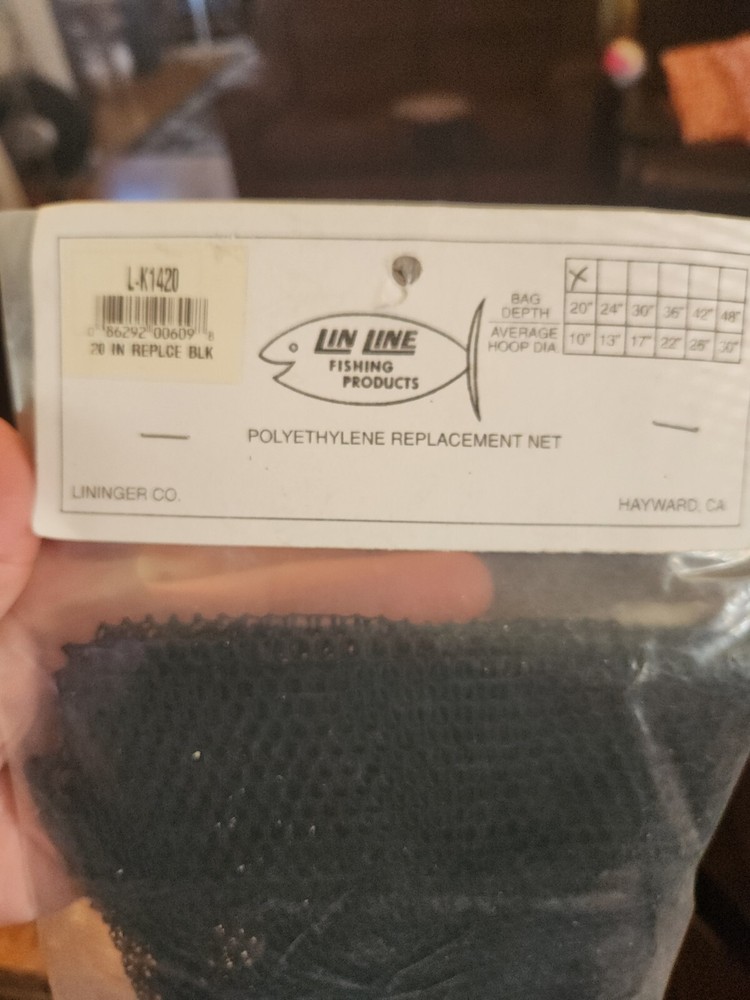 L-K1420
0 86292 00609 8
20 IN REPLCE BLK
LIN LINE
FISHING
PRODUCTS
X
BAG DEPTH 20" 24" 30" 36" 42" 48"
AVERAGE HOOP DIA 10" 13" 17" 22" 26" 30"
POLYETHYLENE REPLACEMENT NET
LININGER CO.
HAYWARD, CA